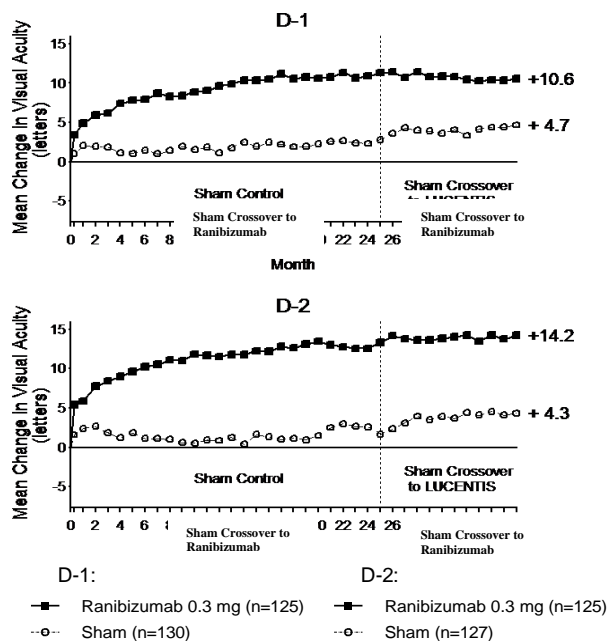 D-1
Mean Change in Visual Acuity
(letters)
15
10
5
0
-5
+10.6
+ 4.7
Sham Control
Sham Crossover
to LUCENTIS
Sham Crossover to
Ranibizumab
Sham Crossover to
Ranibizumab
0 2 4 6 8 22 24 26
Month
D-2
Mean Change in Visual Acuity
(letters)
15
10
5
0
-5
+14.2
+ 4.3
Sham Control
Sham Crossover
to LUCENTIS
0 2 4 6 22 24 26
Sham Crossover to
Ranibizumab
Sham Crossover to
Ranibizumab
D-1: D-2:
Ranibizumab 0.3 mg (n=125) Ranibizumab 0.3 mg (n=125)
Sham (n=130) Sham (n=127)